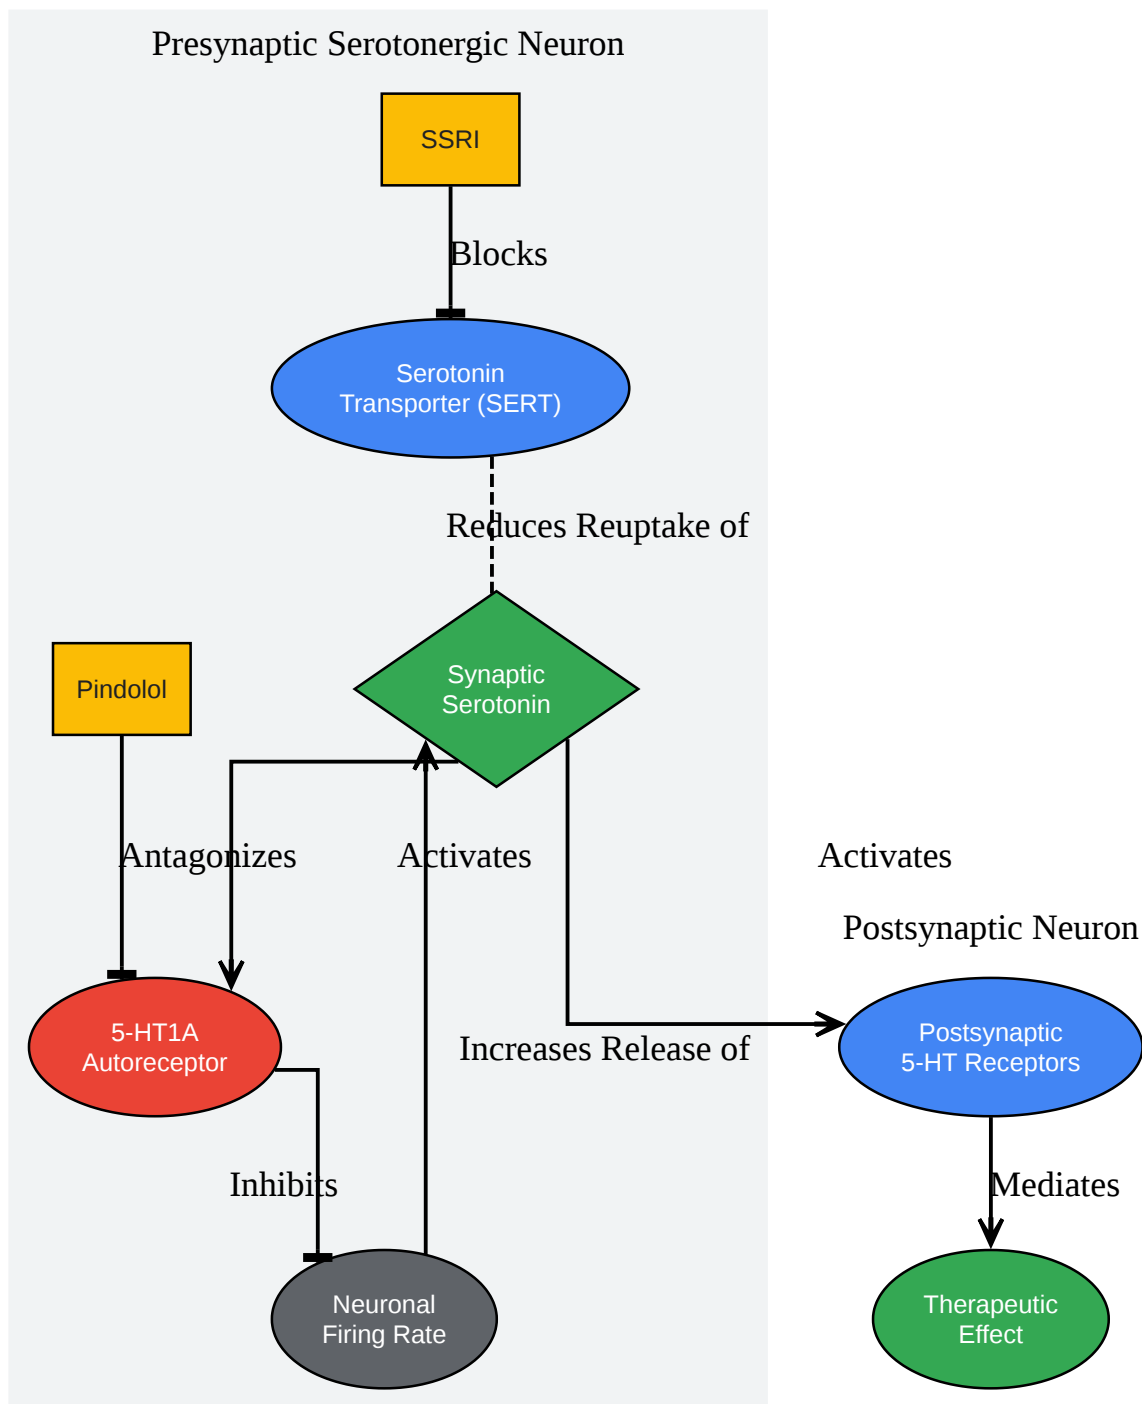 Presynaptic Serotonergic Neuron
SSRI
Blocks
Serotonin
Transporter (SERT)
Reduces Reuptake of
Synaptic
Serotonin
Pindolol
Antagonizes
Activates
Activates
Postsynaptic Neuron
5-HT1A
Autoreceptor
Increases Release of
Postsynaptic
5-HT Receptors
Inhibits
Mediates
Neuronal
Firing Rate
Therapeutic
Effect